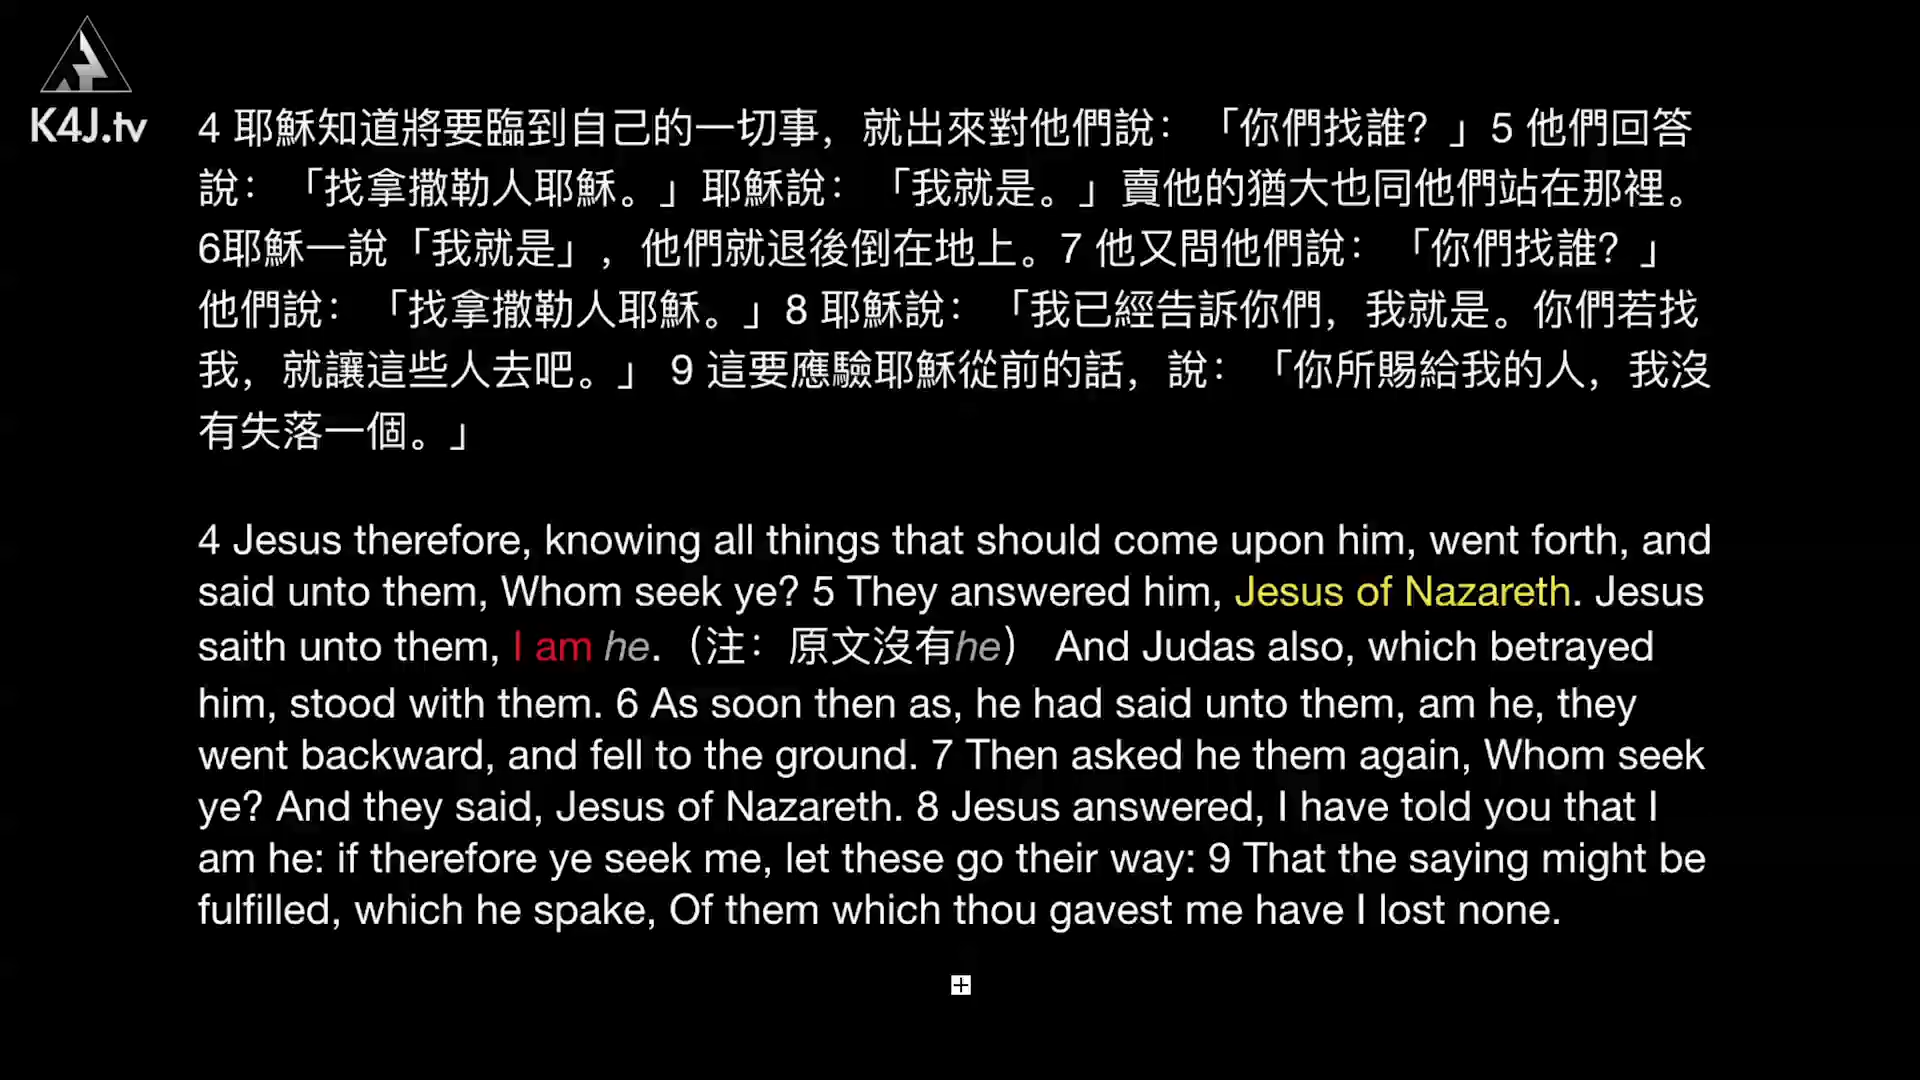 K4J.tv
4 耶穌知道將要臨到自己的一切事，就出來對他們說：「你們找誰？」5 他們回答
說：「找拿撒勒人耶穌。」耶穌說：「我就是。」賣他的猶大也同他們站在那裡。
6耶穌一說「我就是」，他們就退後倒在地上。7 他又問他們說：「你們找誰？」
他們說：「找拿撒勒人耶穌。」8 耶穌說：「我已經告訴你們，我就是。你們若找
我，就讓這些人去吧。」 9 這要應驗耶穌從前的話，說：「你所賜給我的人，我沒
有失落一個。」
4 Jesus therefore, knowing all things that should come upon him, went forth, and
said unto them, Whom seek ye? 5 They answered him, Jesus of Nazareth. Jesus
saith unto them, I am he.（注：原文沒有he） And Judas also, which betrayed
him, stood with them. 6 As soon then as, he had said unto them, am he, they
went backward, and fell to the ground. 7 Then asked he them again, Whom seek
ye? And they said, Jesus of Nazareth. 8 Jesus answered, I have told you that I
am he: if therefore ye seek me, let these go their way: 9 That the saying might be
fulfilled, which he spake, Of them which thou gavest me have I lost none.